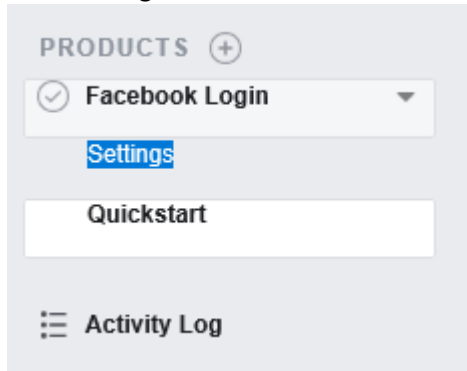 PRODUCTS
Facebook Login
Settings
Quickstart
Activity Log